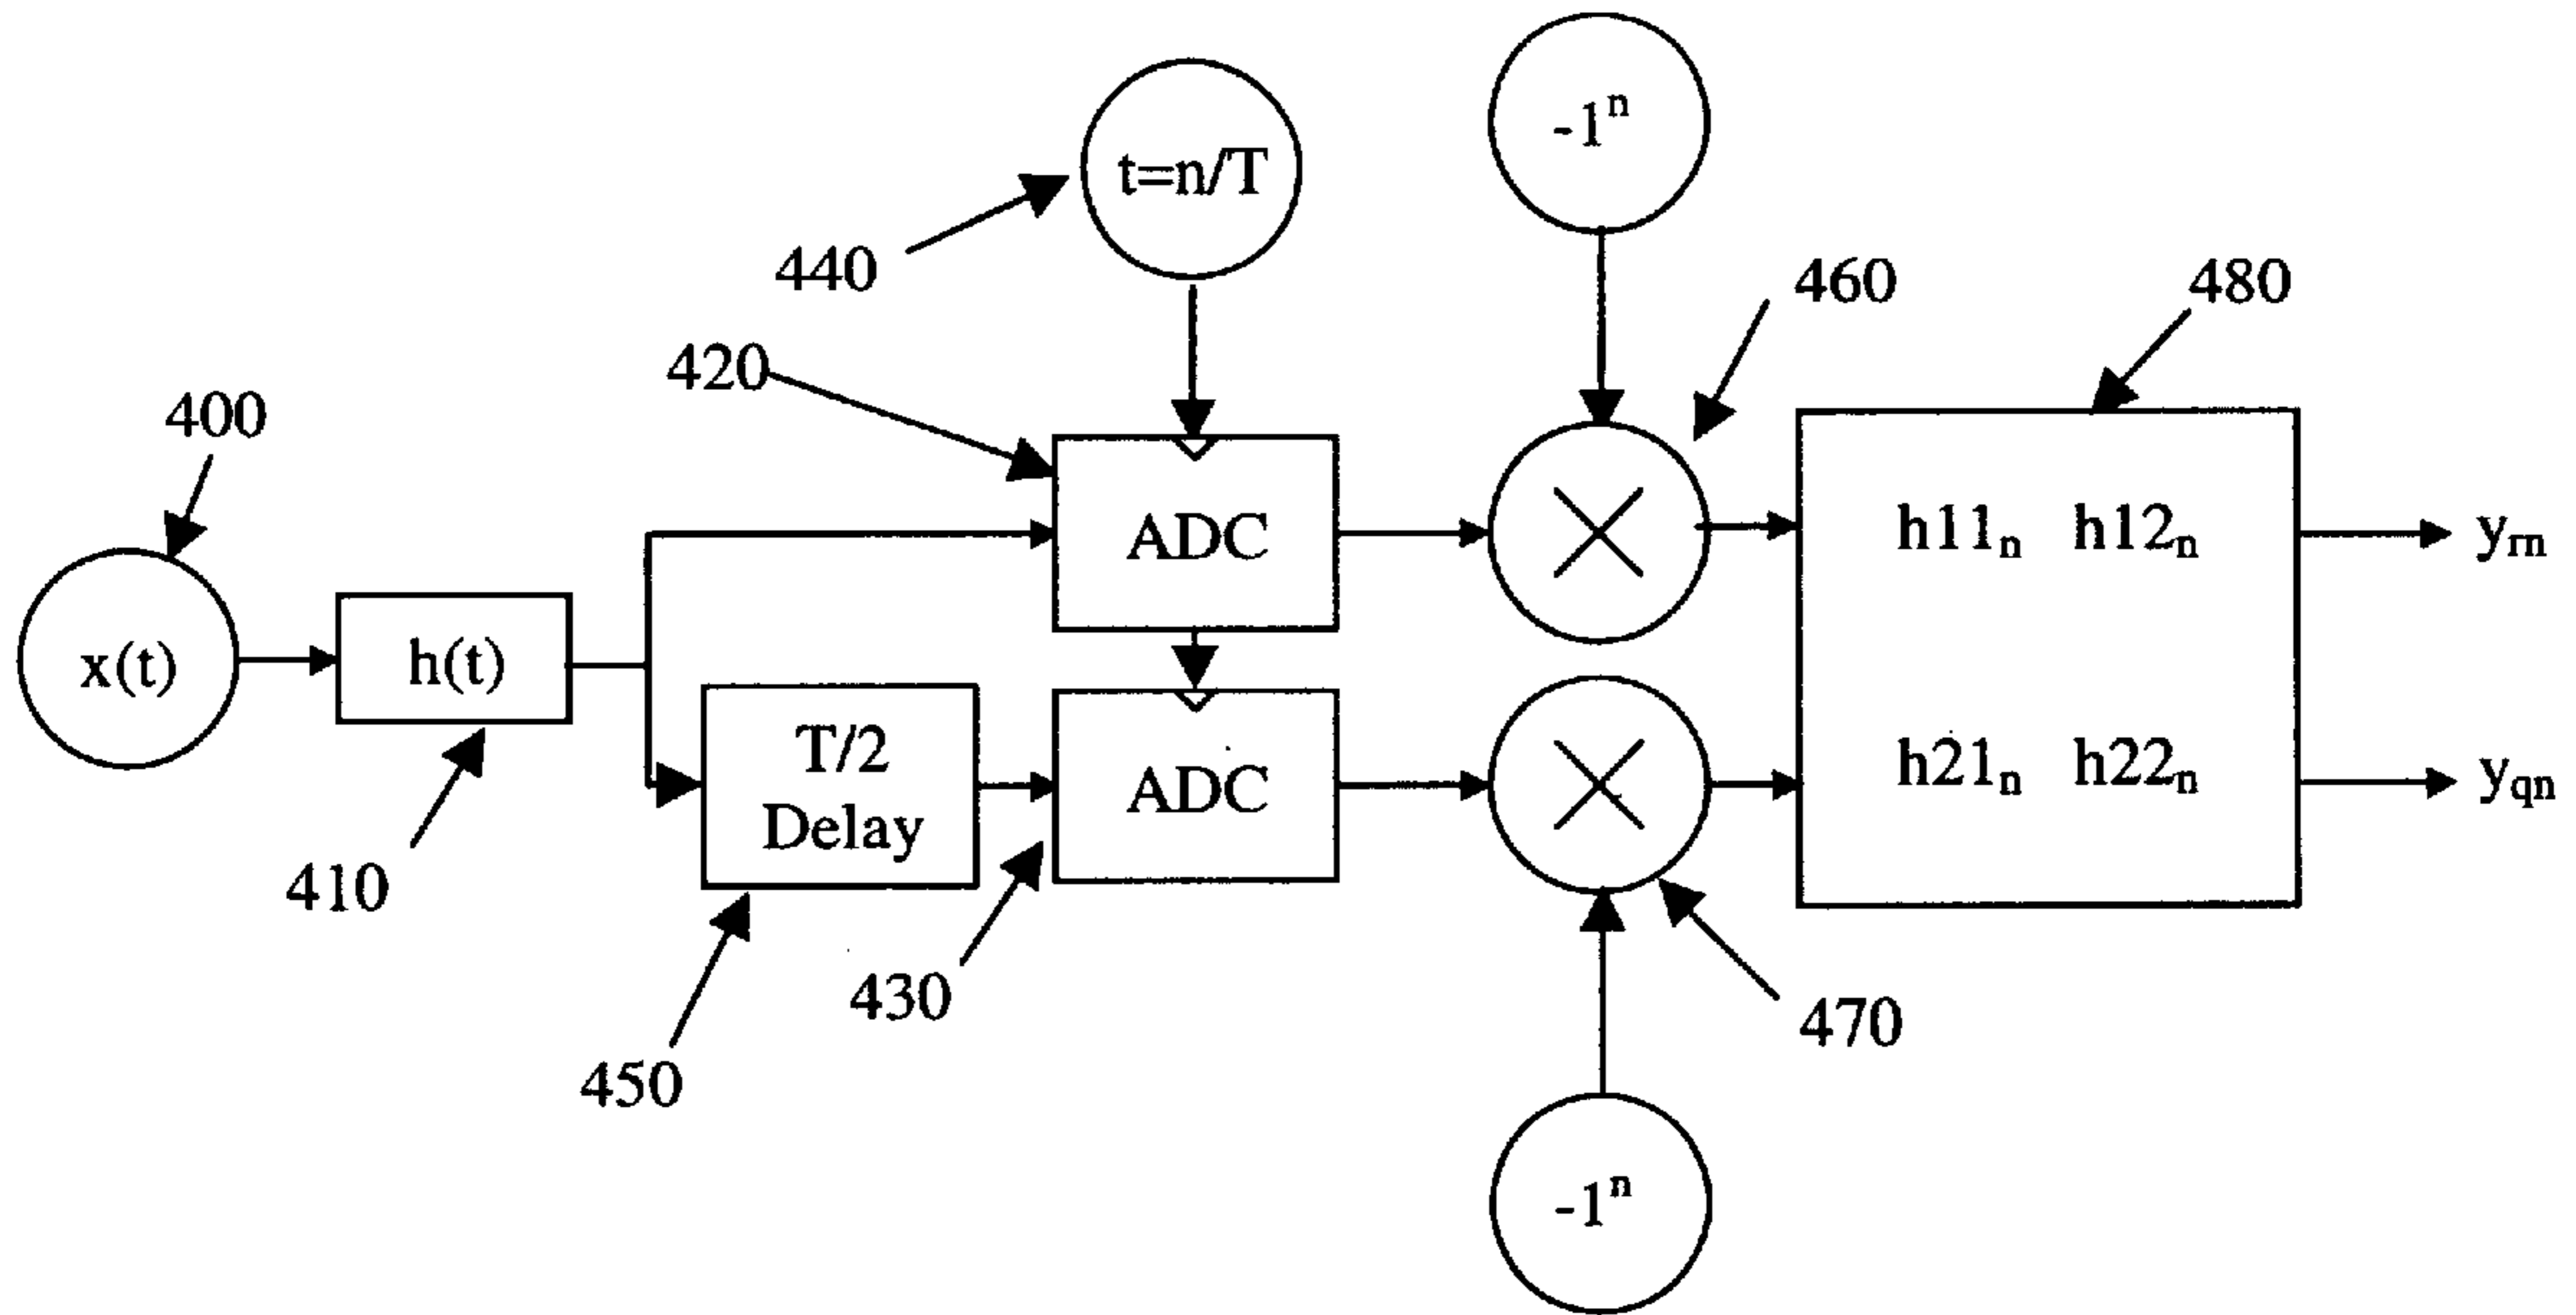 -1ⁿ
t=n/T
440
460
480
420
400
ADC
h11ₙ h12ₙ
yᵣₙ
x(t)
h(t)
T/2
Delay
ADC
h21ₙ h22ₙ
y_qn
410
430
470
450
-1ⁿ